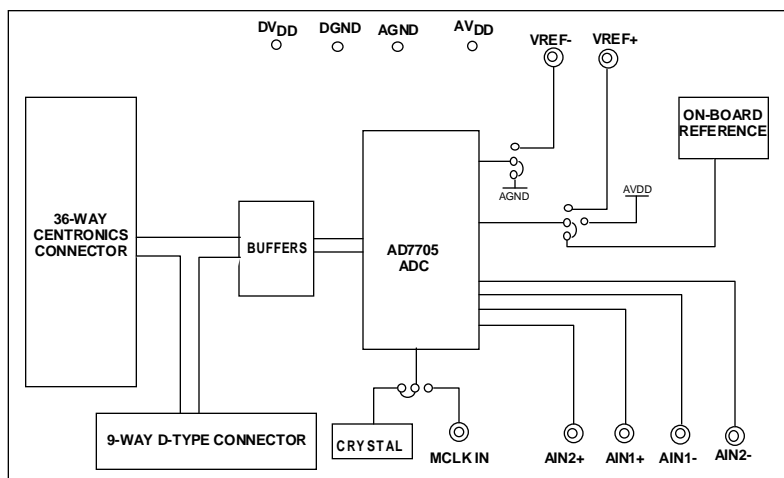 DVDD DGND AGND AVDD
VREF- VREF+
ON-BOARD
REFERENCE
AGND
AVDD
36-WAY
CENTRONICS
CONNECTOR
BUFFERS
AD7705
ADC
9-WAY D-TYPE CONNECTOR
CRYSTAL
MCLK IN
AIN2+ AIN1+ AIN1- AIN2-